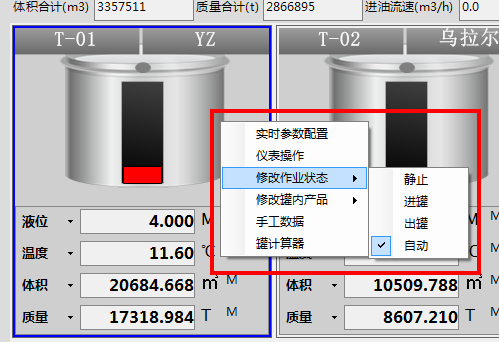 体积合计(m3) 3357511 质量合计(t) 2866895 进油流速(m3/h) 0.0
T-01 YZ T-02 乌拉尔
实时参数配置
仪表操作
修改作业状态
修改罐内产品
手工数据
罐计算器
静止
进罐
出罐
自动
液位 4.000 M M M
温度 11.60 ℃ C
体积 20684.668 m³ M 体积 10509.788 m³ M
质量 17318.984 T M 质量 8607.210 T M